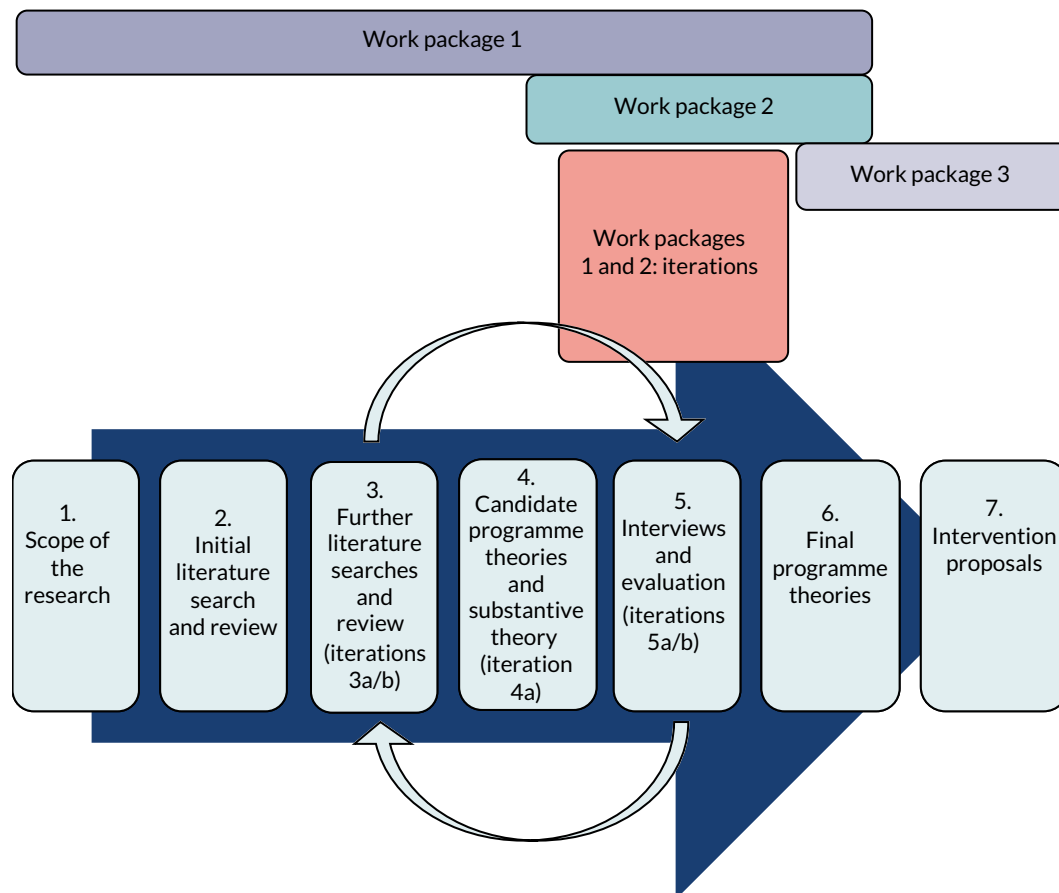 Work package 1
Work package 2
Work package 3
Work packages
1 and 2: iterations
1.
Scope of
the
research
2.
Initial
literature
search
and review
3.
Further
literature
searches
and
review
(iterations
3a/b)
4.
Candidate
programme
theories
and
substantive
theory
(iteration
4a)
5.
Interviews
and
evaluation
(iterations
5a/b)
6.
Final
programme
theories
7.
Intervention
proposals